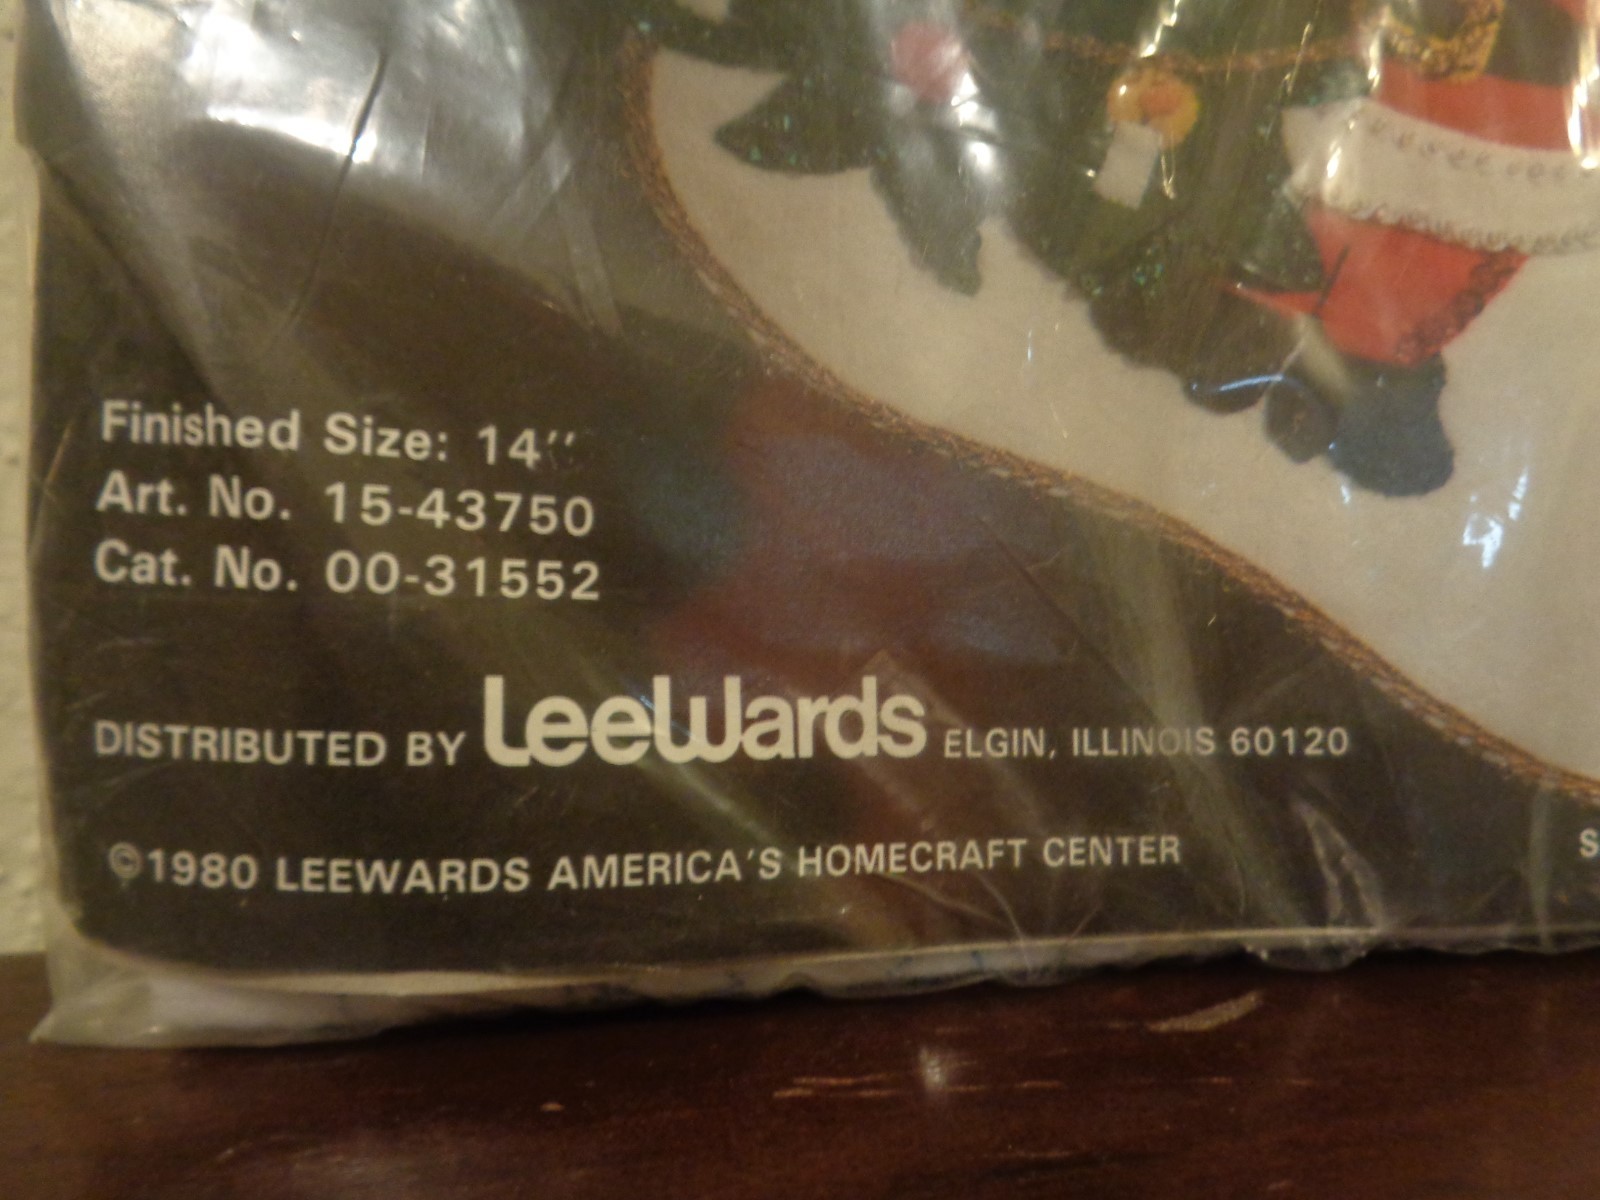 Finished Size: 14''
Art. No. 15-43750
Cat. No. 00-31552
DISTRIBUTED BY LeeWards ELGIN, ILLINOIS 60120
©1980 LEEWARDS AMERICA'S HOMECRAFT CENTER